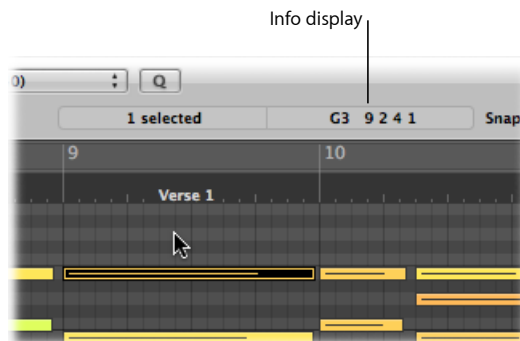 Info display
0)
Q
1 selected
G3 9 2 4 1
Snap
9
10
Verse 1